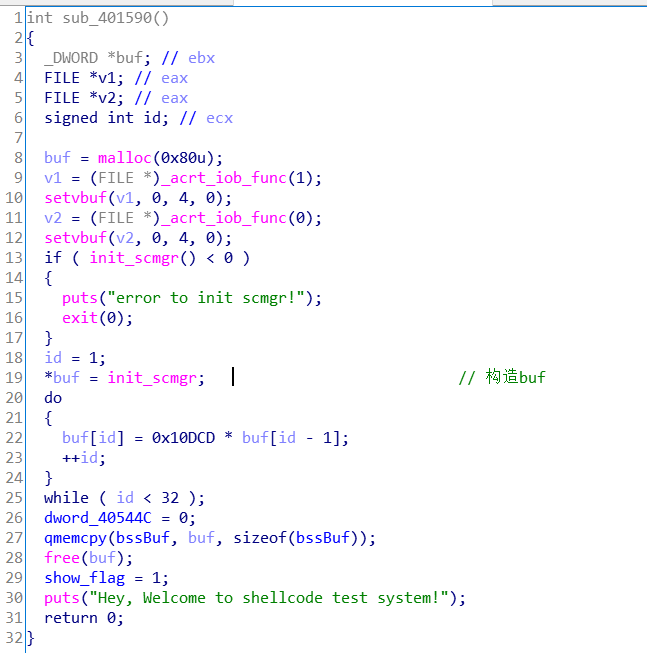 1 int sub_401590()
2 {
3 _DWORD *buf; // ebx
4 FILE *v1; // eax
5 FILE *v2; // eax
6 signed int id; // ecx
7
8 buf = malloc(0x80u);
9 v1 = (FILE *)_acrt_iob_func(1);
10 setvbuf(v1, 0, 4, 0);
11 v2 = (FILE *)_acrt_iob_func(0);
12 setvbuf(v2, 0, 4, 0);
13 if ( init_scmgr() < 0 )
14 {
15 puts("error to init scmgr!");
16 exit(0);
17 }
18 id = 1;
19 *buf = init_scmgr; // 构造buf
20 do
21 {
22 buf[id] = 0x10DCD * buf[id - 1];
23 ++id;
24 }
25 while ( id < 32 );
26 dword_40544C = 0;
27 qmemcpy(bssBuf, buf, sizeof(bssBuf));
28 free(buf);
29 show_flag = 1;
30 puts("Hey, Welcome to shellcode test system!");
31 return 0;
32 }